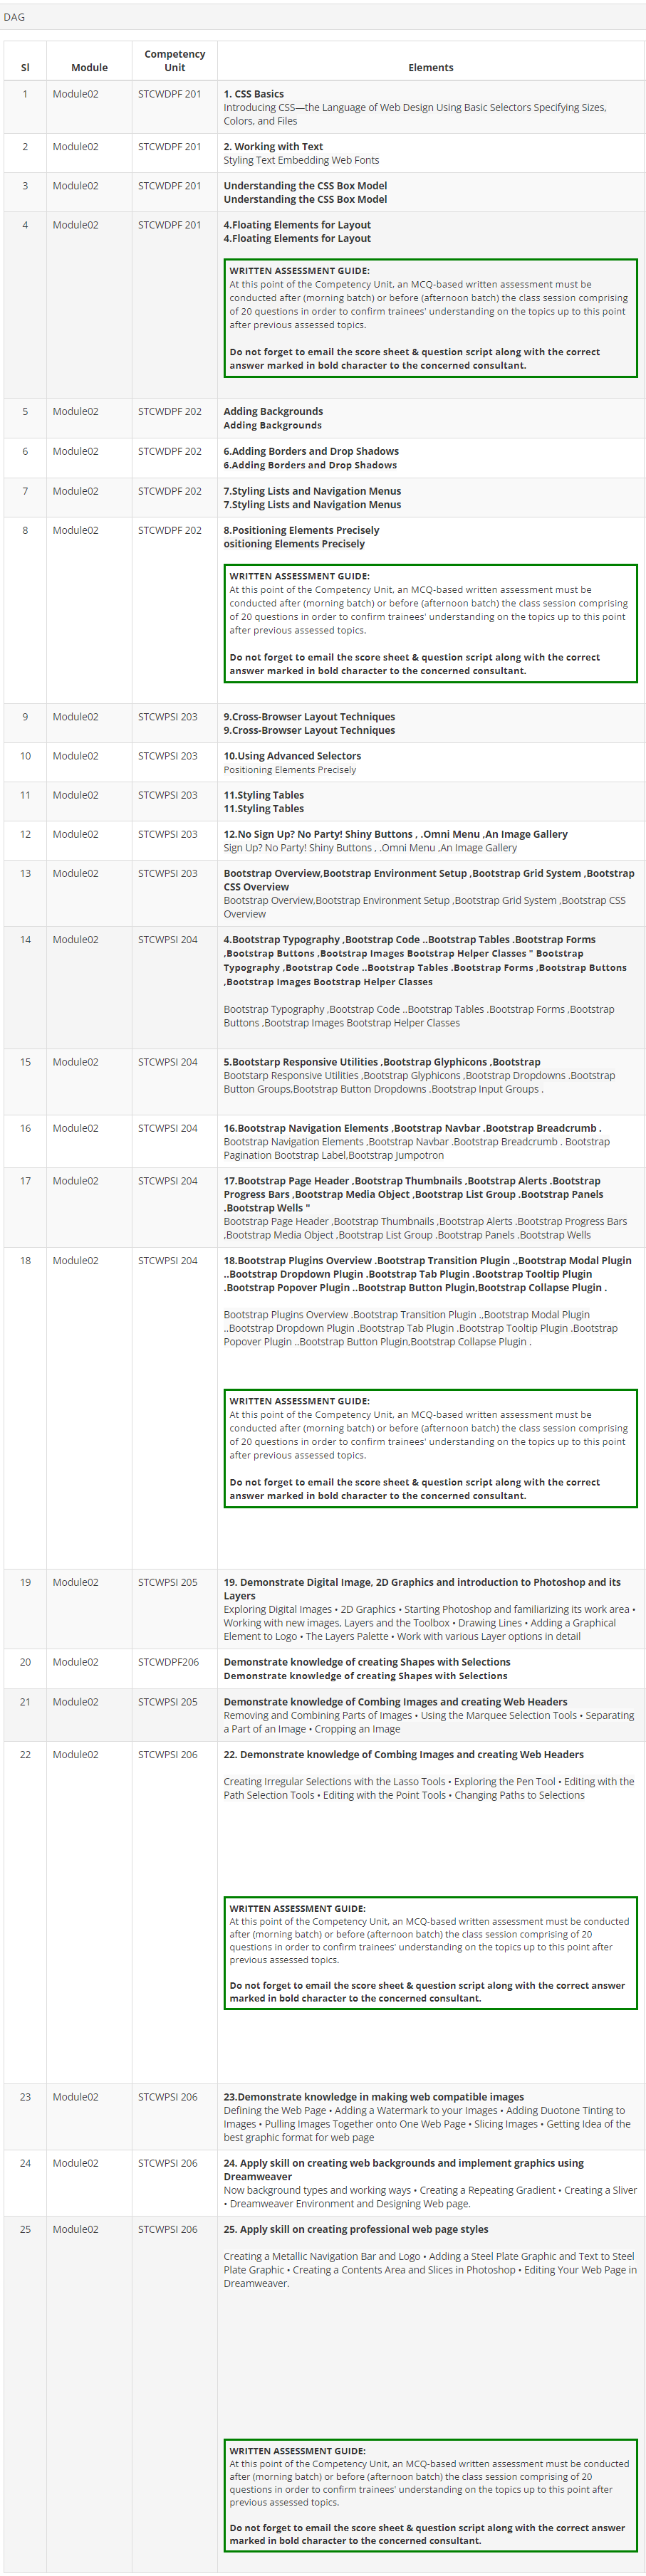 DAG
Sl Module Competency Unit Elements
1 Module02 STCWDPF 201 1. CSS Basics
Introducing CSS—the Language of Web Design Using Basic Selectors Specifying Sizes,
Colors, and Files
2 Module02 STCWDPF 201 2. Working with Text
Styling Text Embedding Web Fonts
3 Module02 STCWDPF 201 Understanding the CSS Box Model
Understanding the CSS Box Model
4 Module02 STCWDPF 201 4.Floating Elements for Layout
4.Floating Elements for Layout
WRITTEN ASSESSMENT GUIDE:
At this point of the Competency Unit, an MCQ-based written assessment must be
conducted after (morning batch) or before (afternoon batch) the class session comprising
of 20 questions in order to confirm trainees' understanding on the topics up to this point
after previous assessed topics.
Do not forget to email the score sheet & question script along with the correct
answer marked in bold character to the concerned consultant.
5 Module02 STCWDPF 202 Adding Backgrounds
Adding Backgrounds
6 Module02 STCWDPF 202 6.Adding Borders and Drop Shadows
6.Adding Borders and Drop Shadows
7 Module02 STCWDPF 202 7.Styling Lists and Navigation Menus
7.Styling Lists and Navigation Menus
8 Module02 STCWDPF 202 8.Positioning Elements Precisely
ositioning Elements Precisely
WRITTEN ASSESSMENT GUIDE:
At this point of the Competency Unit, an MCQ-based written assessment must be
conducted after (morning batch) or before (afternoon batch) the class session comprising
of 20 questions in order to confirm trainees' understanding on the topics up to this point
after previous assessed topics.
Do not forget to email the score sheet & question script along with the correct
answer marked in bold character to the concerned consultant.
9 Module02 STCWPSI 203 9.Cross-Browser Layout Techniques
9.Cross-Browser Layout Techniques
10 Module02 STCWPSI 203 10.Using Advanced Selectors
Positioning Elements Precisely
11 Module02 STCWPSI 203 11.Styling Tables
11.Styling Tables
12 Module02 STCWPSI 203 12.No Sign Up? No Party! Shiny Buttons , .Omni Menu ,An Image Gallery
Sign Up? No Party! Shiny Buttons , .Omni Menu ,An Image Gallery
13 Module02 STCWPSI 203 Bootstrap Overview,Bootstrap Environment Setup ,Bootstrap Grid System ,Bootstrap
CSS Overview
Bootstrap Overview,Bootstrap Environment Setup ,Bootstrap Grid System ,Bootstrap CSS
Overview
14 Module02 STCWPSI 204 4.Bootstrap Typography ,Bootstrap Code ..Bootstrap Tables .Bootstrap Forms
,Bootstrap Buttons ,Bootstrap Images Bootstrap Helper Classes " Bootstrap
Typography ,Bootstrap Code ..Bootstrap Tables .Bootstrap Forms ,Bootstrap Buttons
,Bootstrap Images Bootstrap Helper Classes
Bootstrap Typography ,Bootstrap Code ..Bootstrap Tables .Bootstrap Forms ,Bootstrap
Buttons ,Bootstrap Images Bootstrap Helper Classes
15 Module02 STCWPSI 204 5.Bootstarp Responsive Utilities ,Bootstrap Glyphicons ,Bootstrap
Bootstarp Responsive Utilities ,Bootstrap Glyphicons ,Bootstrap Dropdowns .Bootstrap
Button Groups,Bootstrap Button Dropdowns .Bootstrap Input Groups .
16 Module02 STCWPSI 204 16.Bootstrap Navigation Elements ,Bootstrap Navbar .Bootstrap Breadcrumb .
Bootstrap Navigation Elements ,Bootstrap Navbar .Bootstrap Breadcrumb . Bootstrap
Pagination Bootstrap Label,Bootstrap Jumpotron
17 Module02 STCWPSI 204 17.Bootstrap Page Header ,Bootstrap Thumbnails ,Bootstrap Alerts .Bootstrap
Progress Bars ,Bootstrap Media Object ,Bootstrap List Group .Bootstrap Panels
.Bootstrap Wells "
Bootstrap Page Header ,Bootstrap Thumbnails ,Bootstrap Alerts .Bootstrap Progress Bars
,Bootstrap Media Object ,Bootstrap List Group .Bootstrap Panels .Bootstrap Wells
18 Module02 STCWPSI 204 18.Bootstrap Plugins Overview .Bootstrap Transition Plugin .,Bootstrap Modal Plugin
..Bootstrap Dropdown Plugin .Bootstrap Tab Plugin .Bootstrap Tooltip Plugin
.Bootstrap Popover Plugin ..Bootstrap Button Plugin,Bootstrap Collapse Plugin .
Bootstrap Plugins Overview .Bootstrap Transition Plugin ..Bootstrap Modal Plugin
..Bootstrap Dropdown Plugin .Bootstrap Tab Plugin .Bootstrap Tooltip Plugin .Bootstrap
Popover Plugin ..Bootstrap Button Plugin,Bootstrap Collapse Plugin .
WRITTEN ASSESSMENT GUIDE:
At this point of the Competency Unit, an MCQ-based written assessment must be
conducted after (morning batch) or before (afternoon batch) the class session comprising
of 20 questions in order to confirm trainees' understanding on the topics up to this point
after previous assessed topics.
Do not forget to email the score sheet & question script along with the correct
answer marked in bold character to the concerned consultant.
19 Module02 STCWPSI 205 19. Demonstrate Digital Image, 2D Graphics and introduction to Photoshop and its
Layers
Exploring Digital Images • 2D Graphics • Starting Photoshop and familiarizing its work area •
Working with new images, Layers and the Toolbox • Drawing Lines • Adding a Graphical
Element to Logo • The Layers Palette • Work with various Layer options in detail
20 Module02 STCWDPF206 Demonstrate knowledge of creating Shapes with Selections
Demonstrate knowledge of creating Shapes with Selections
21 Module02 STCWPSI 205 Demonstrate knowledge of Combing Images and creating Web Headers
Removing and Combining Parts of Images • Using the Marquee Selection Tools • Separating
a Part of an Image • Cropping an Image
22 Module02 STCWPSI 206 22. Demonstrate knowledge of Combing Images and creating Web Headers
Creating Irregular Selections with the Lasso Tools • Exploring the Pen Tool • Editing with the
Path Selection Tools • Editing with the Point Tools • Changing Paths to Selections
WRITTEN ASSESSMENT GUIDE:
At this point of the Competency Unit, an MCQ-based written assessment must be conducted
after (morning batch) or before (afternoon batch) the class session comprising of 20
questions in order to confirm trainees' understanding on the topics up to this point after
previous assessed topics.
Do not forget to email the score sheet & question script along with the correct answer
marked in bold character to the concerned consultant.
23 Module02 STCWPSI 206 23.Demonstrate knowledge in making web compatible images
Defining the Web Page • Adding a Watermark to your Images • Adding Duotone Tinting to
Images • Pulling Images Together onto One Web Page • Slicing Images • Getting Idea of the
best graphic format for web page
24 Module02 STCWPSI 206 24. Apply skill on creating web backgrounds and implement graphics using
Dreamweaver
Now background types and working ways • Creating a Repeating Gradient • Creating a Sliver
• Dreamweaver Environment and Designing Web page.
25 Module02 STCWPSI 206 25. Apply skill on creating professional web page styles
Creating a Metallic Navigation Bar and Logo • Adding a Steel Plate Graphic and Text to Steel
Plate Graphic • Creating a Contents Area and Slices in Photoshop • Editing Your Web Page in
Dreamweaver.
WRITTEN ASSESSMENT GUIDE:
At this point of the Competency Unit, an MCQ-based written assessment must be conducted
after (morning batch) or before (afternoon batch) the class session comprising of 20
questions in order to confirm trainees' understanding on the topics up to this point after
previous assessed topics.
Do not forget to email the score sheet & question script along with the correct answer
marked in bold character to the concerned consultant.